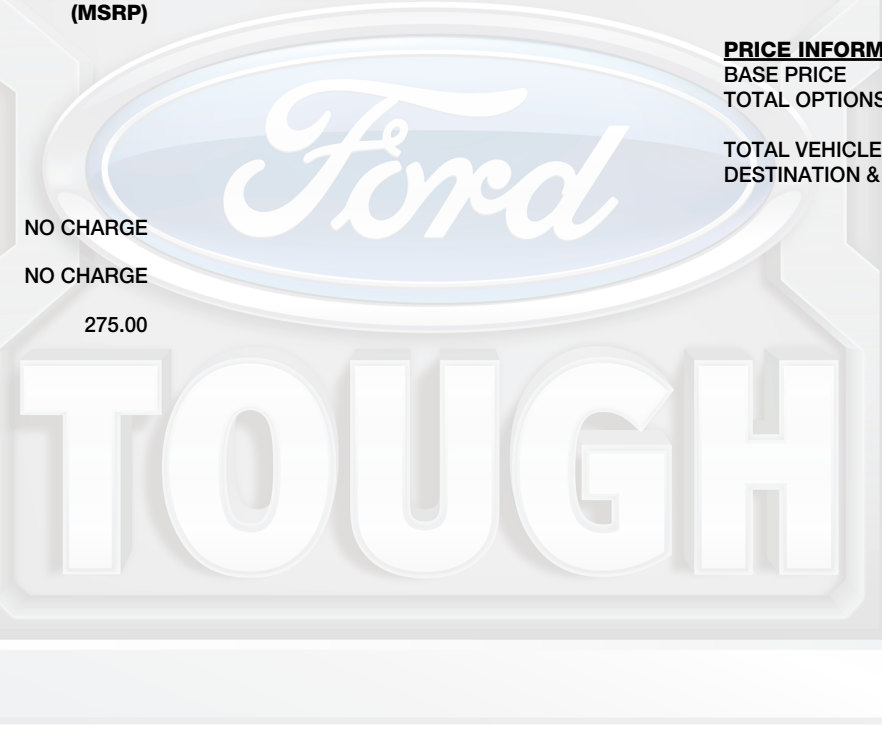 (MSRP)
NO CHARGE
NO CHARGE
275.00
PRICE INFORM
BASE PRICE
TOTAL OPTIONS
TOTAL VEHICLE
DESTINATION &
Ford
TOUGH